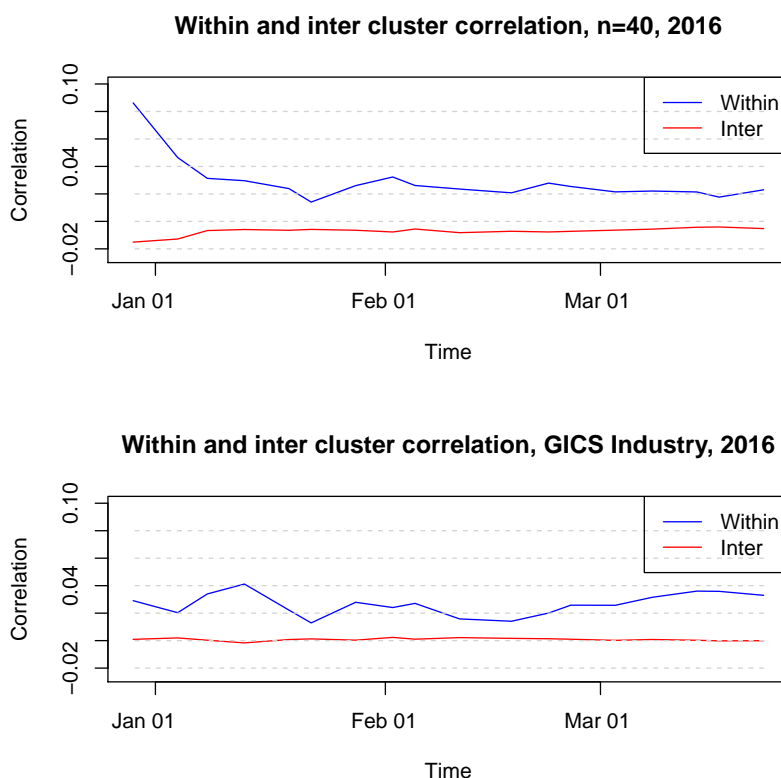 Within and inter cluster correlation, n=40, 2016
Correlation
0.10
0.04
−0.02
Within
Inter
Jan 01
Feb 01
Mar 01
Time
Within and inter cluster correlation, GICS Industry, 2016
Correlation
0.10
0.04
−0.02
Within
Inter
Jan 01
Feb 01
Mar 01
Time